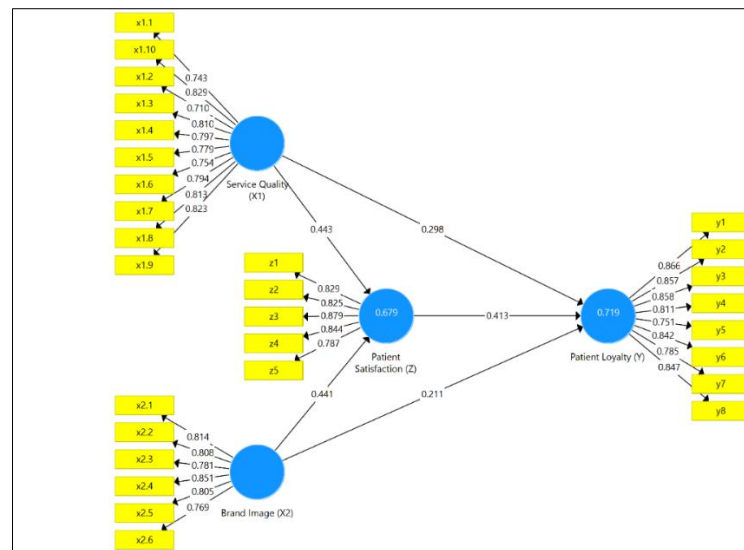 x1.1
x1.10
x1.2
x1.3
x1.4
x1.5
x1.6
x1.7
x1.8
x1.9
0.743
0.829
0.710
0.810
0.797
0.779
0.754
0.794
0.813
0.823
Service Quality
(X1)
0.443
0.298
z1
z2
z3
z4
z5
0.829
0.825
0.879
0.844
0.787
0.679
Patient
Satisfaction (Z)
0.413
0.719
Patient Loyalty (Y)
0.866
0.857
0.858
0.811
0.751
0.842
0.785
0.847
y1
y2
y3
y4
y5
y6
y7
y8
0.441
0.211
x2.1
x2.2
x2.3
x2.4
x2.5
x2.6
0.814
0.808
0.781
0.851
0.805
0.769
Brand Image (X2)